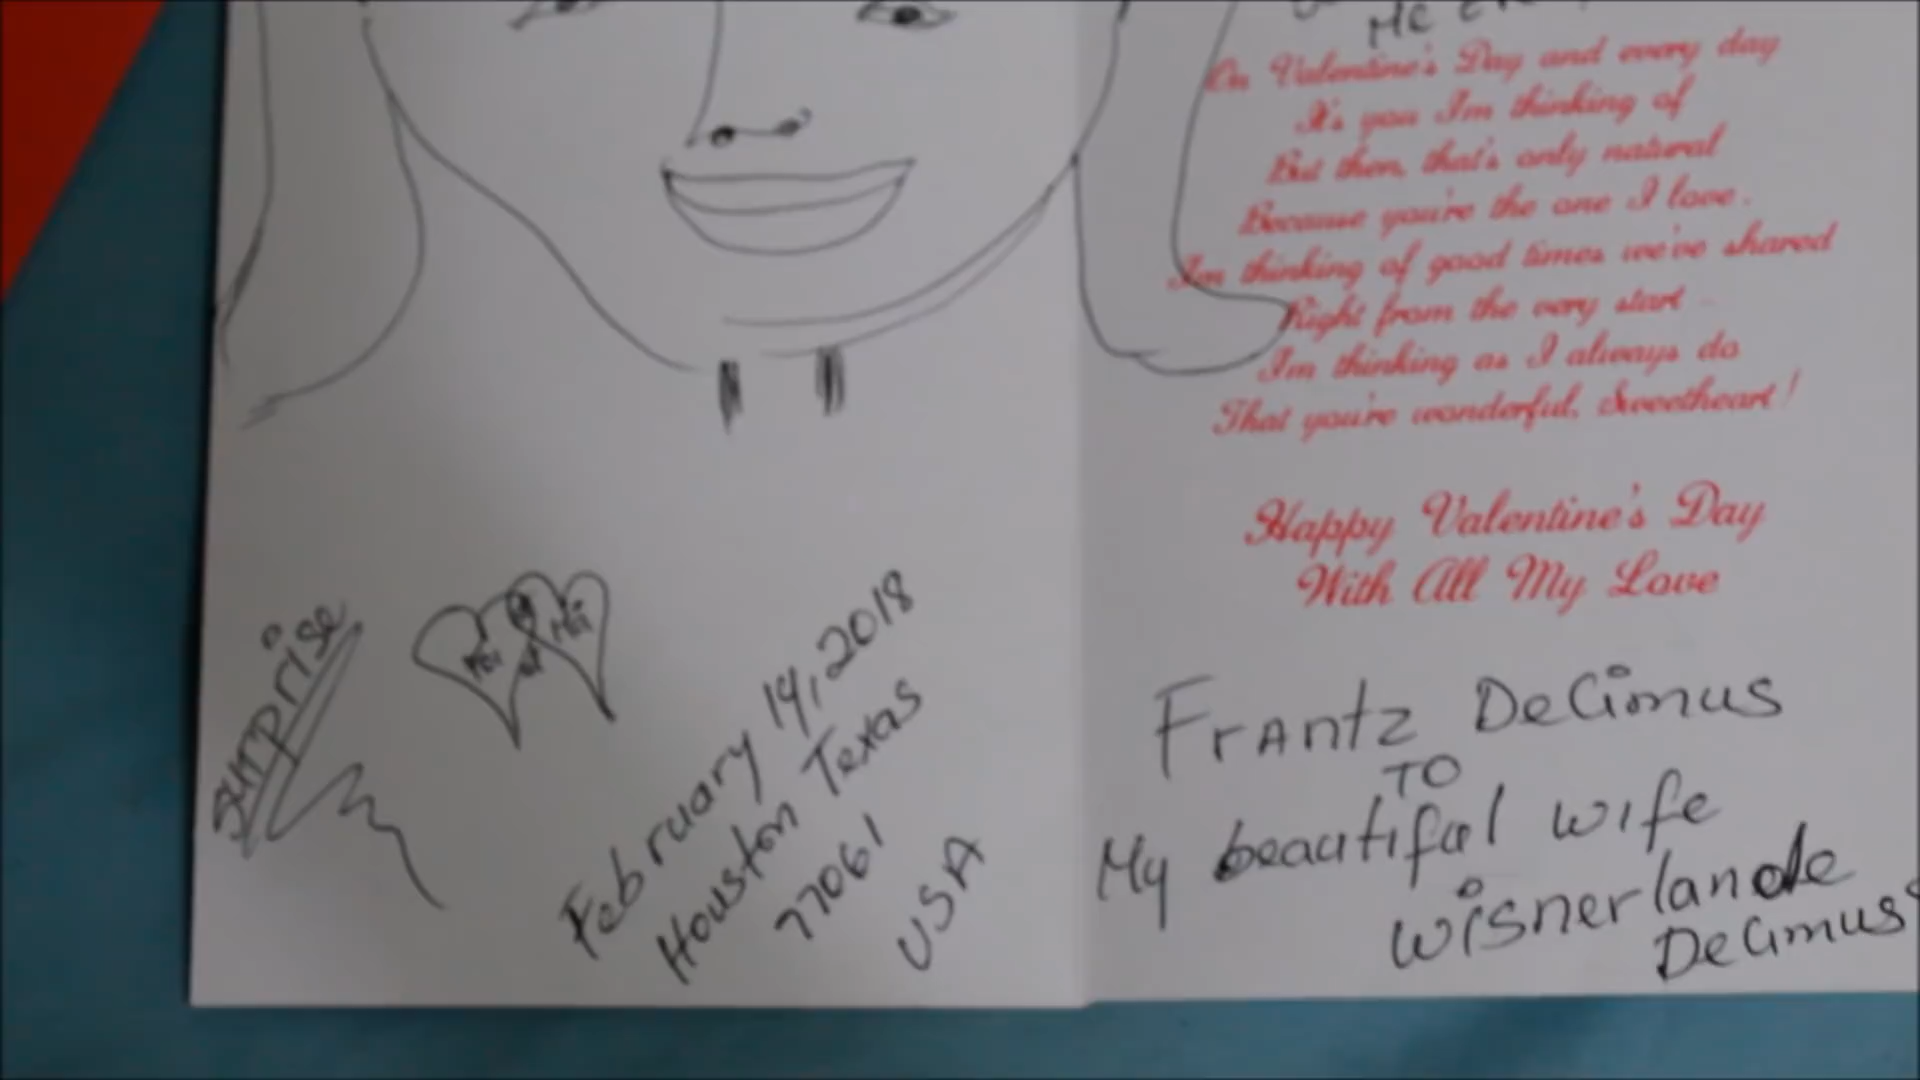 Me
On Valentine's Day and every day
It's you I'm thinking of
But then, that's only natural
Because you're the one I love.
I'm thinking of good times we've shared
Right from the very start -
I'm thinking as I always do
That you're wonderful, Sweetheart!
Happy Valentine's Day
With All My Love
Frantz Decimus
TO
My beautiful wife
Wisnerlande
Decimus
Surprise
February 14, 2018
Houston Texas
77061
USA